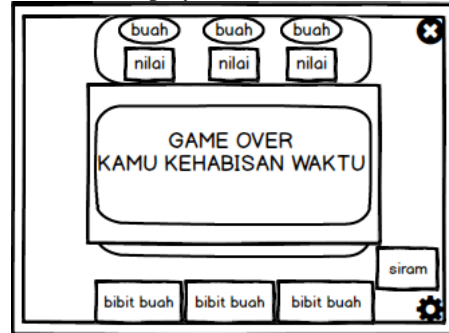 buah buah buah
nilai nilai nilai
GAME OVER
KAMU KEHABISAN WAKTU
siram
bibit buah bibit buah bibit buah